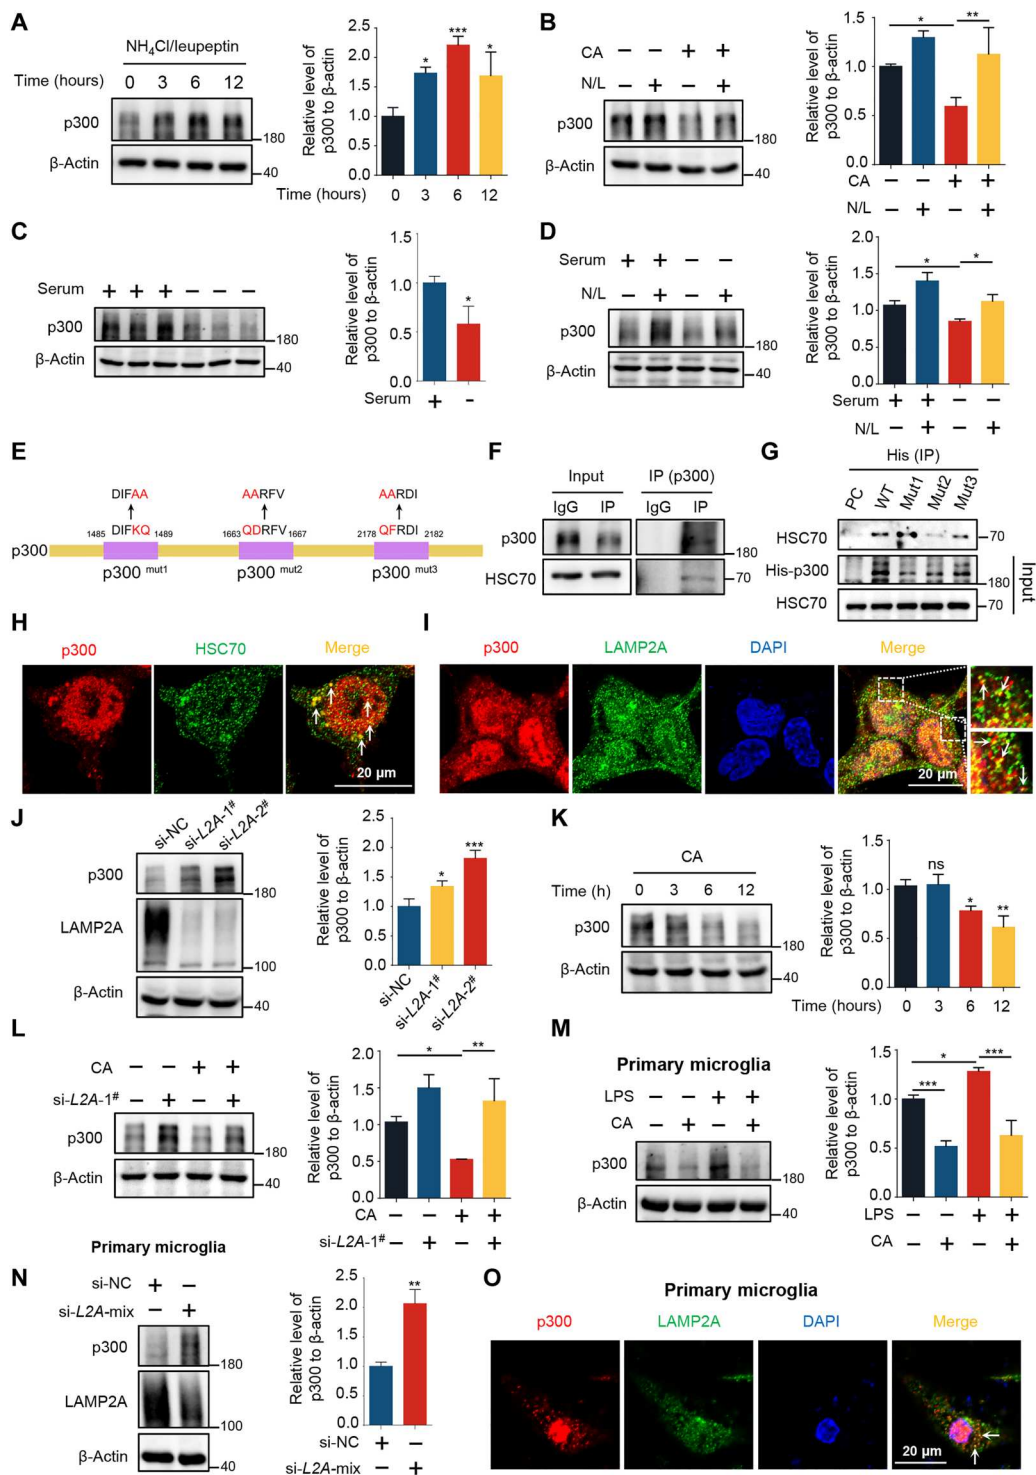 A
NH₄Cl/leupeptin
Time (hours)
0 3 6 12
p300
180
β-Actin
40
Relative level of
p300 to β-actin
2.5
2.0
1.5
1.0
0.5
0.0
*
***
*
0 3 6 12
Time (hours)
B
CA – – + +
N/L – + – +
p300
180
β-Actin
40
Relative level of
p300 to β-actin
1.5
1.0
0.5
0.0
*
**
CA – – + +
N/L – + – +
C
Serum + + + – – –
p300
180
β-Actin
40
Relative level of
p300 to β-actin
1.5
1.0
0.5
0.0
*
Serum + –
D
Serum + + – –
N/L – + – +
p300
180
β-Actin
40
Relative level of
p300 to β-actin
2.0
1.5
1.0
0.5
0.0
*
*
Serum + + – –
N/L – + – +
E
DIFAA AARFV AARDI
DIFKQ QDRFV QFRDI
1485 1489 1663 1667 2178 2182
p300
p300 mut1 p300 mut2 p300 mut3
F
Input IP (p300)
IgG IP IgG IP
p300
180
HSC70
70
G
His (IP)
PC WT Mut1 Mut2 Mut3
HSC70
70
His-p300
180
HSC70
70
Input
H
p300 HSC70 Merge
20 μm
I
p300 LAMP2A DAPI Merge
20 μm
J
si-NC si-L2A-1# si-L2A-2#
p300
180
LAMP2A
100
β-Actin
40
Relative level of
p300 to β-actin
2.5
2.0
1.5
1.0
0.5
0.0
*
***
si-NC si-L2A-1# si-L2A-2#
K
CA
Time (h) 0 3 6 12
p300
180
β-Actin
40
Relative level of
p300 to β-actin
1.5
1.0
0.5
0.0
ns
*
**
Time (hours) 0 3 6 12
L
CA – – + +
si-L2A-1# – + – +
p300
180
β-Actin
40
Relative level of
p300 to β-actin
2.0
1.5
1.0
0.5
0.0
*
**
CA – – + +
si-L2A-1# – + – +
M
Primary microglia
LPS – – + +
CA – + – +
p300
180
β-Actin
40
Relative level of
p300 to β-actin
1.5
1.0
0.5
0.0
***
*
***
LPS – – + +
CA – + – +
Primary microglia
N
si-NC + –
si-L2A-mix – +
p300
180
LAMP2A
100
β-Actin
40
Relative level of
p300 to β-actin
2.5
2.0
1.5
1.0
0.5
0.0
**
si-NC + –
si-L2A-mix – +
O
Primary microglia
p300 LAMP2A DAPI Merge
20 μm